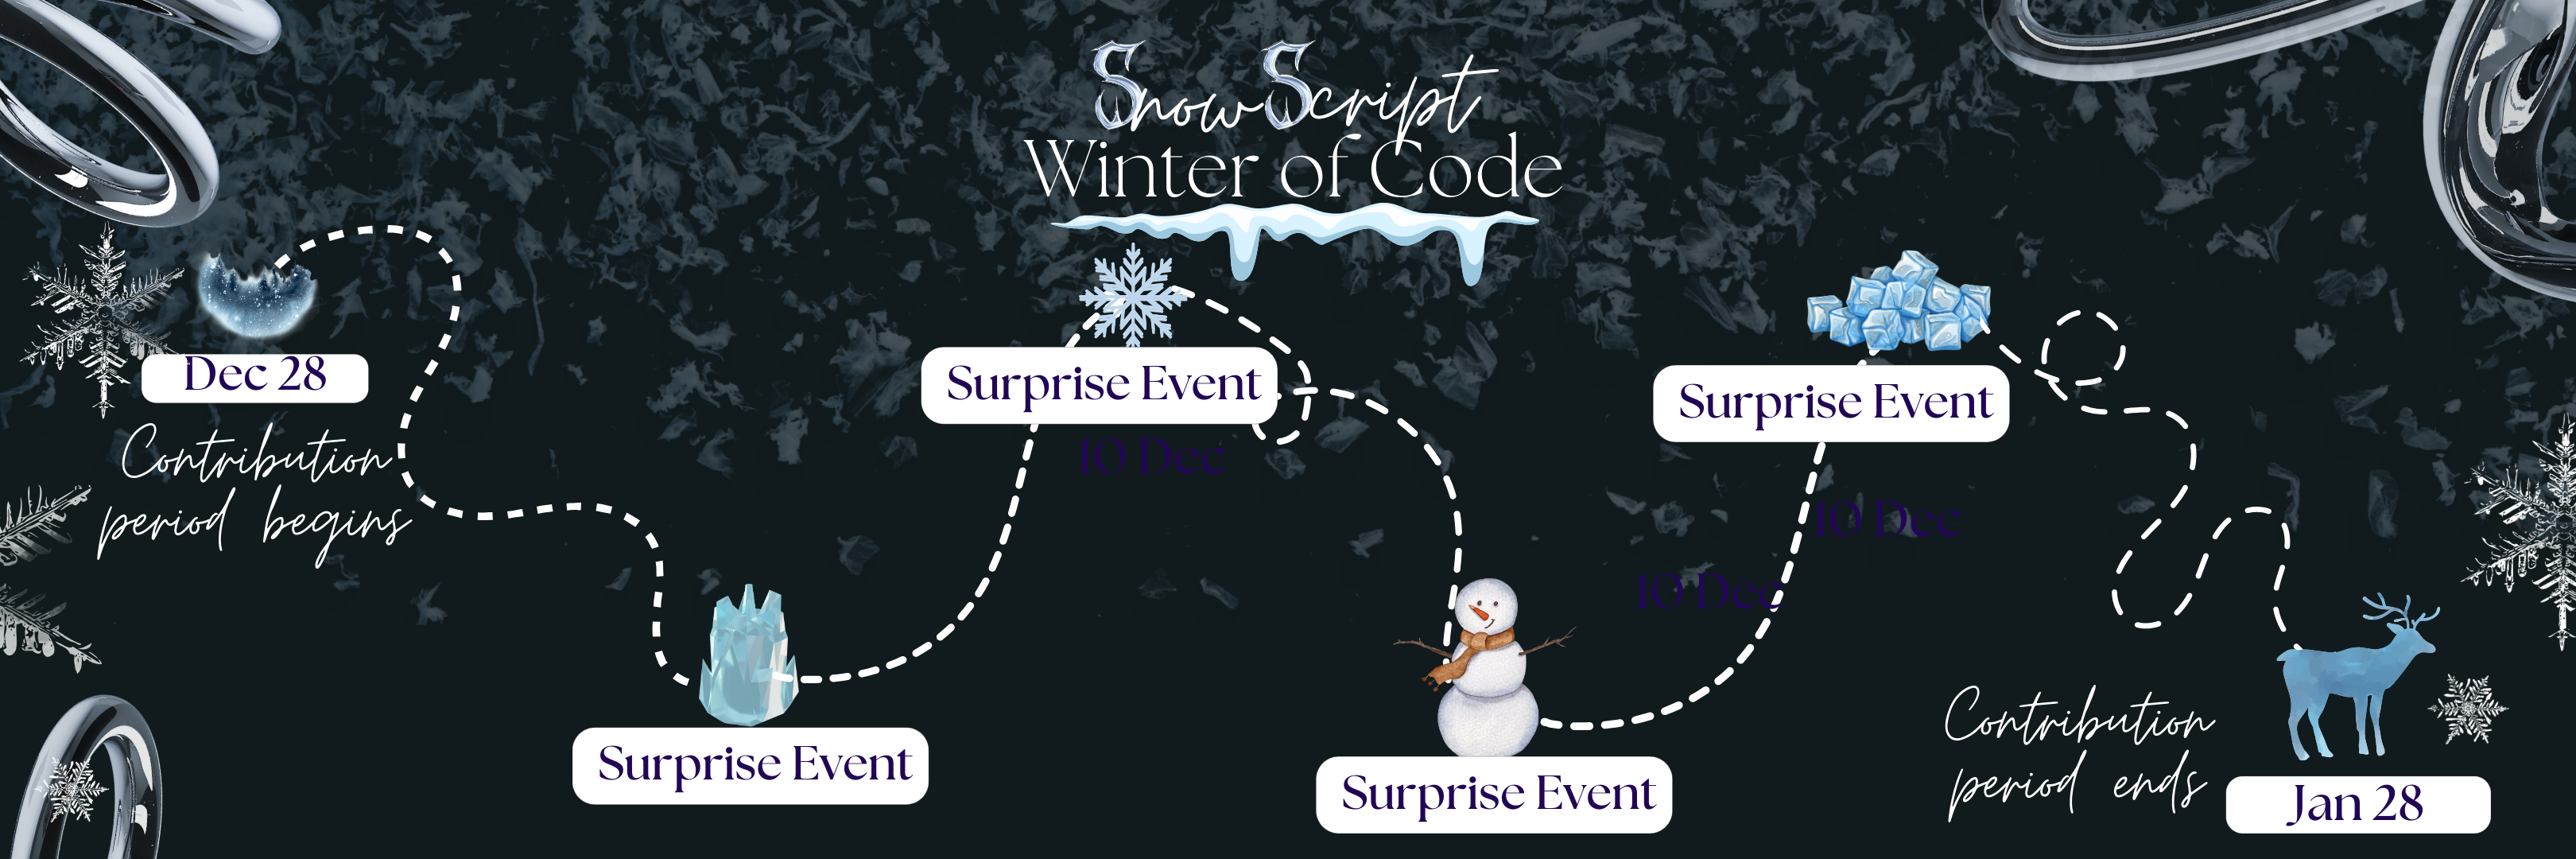 SnowScript
Winter of Code
Dec 28
Contribution
period begins
Surprise Event
Surprise Event
10 Dec
Surprise Event
10 Dec
Surprise Event
10 Dec
Contribution
period ends
Jan 28